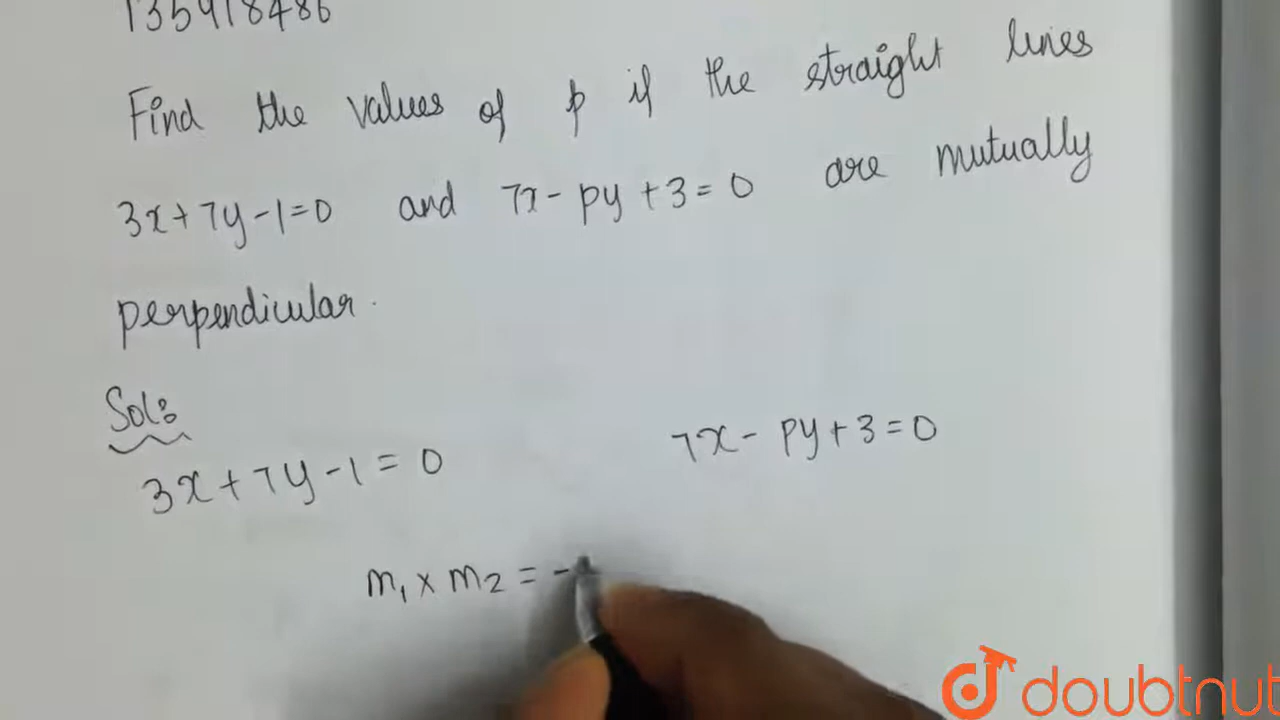 135918486
Find the values of p if the straight lines
3x + 7y - 1 = 0 and 7x - py + 3 = 0 are mutually
perpendicular.
Sol:
3x + 7y - 1 = 0 7x - py + 3 = 0
m₁ x m₂ = -
doubtnut